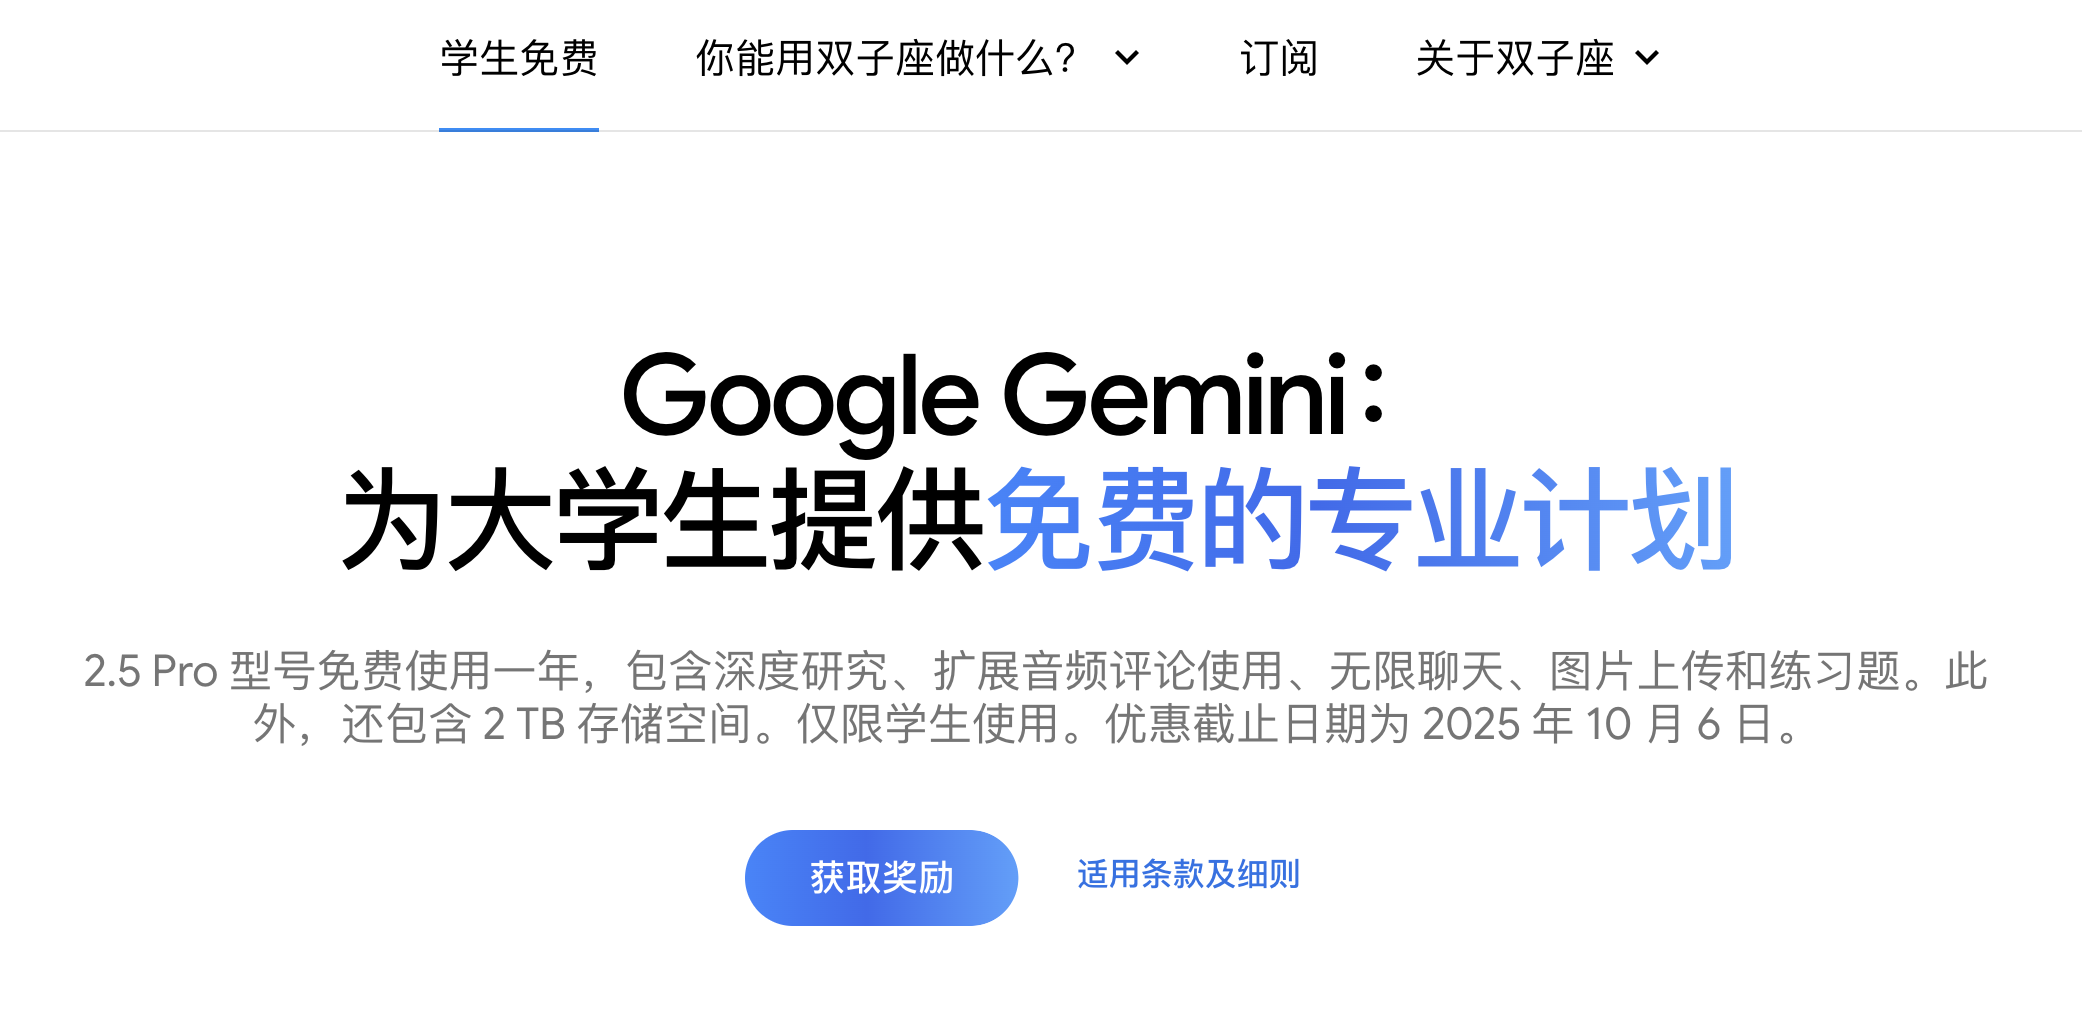 学生免费 你能用双子座做什么? 订阅 关于双子座
Google Gemini：
为大学生提供免费的专业计划
2.5 Pro 型号免费使用一年，包含深度研究、扩展音频评论使用、无限聊天、图片上传和练习题。此
外，还包含 2 TB 存储空间。仅限学生使用。优惠截止日期为 2025 年 10 月 6 日。
获取奖励 适用条款及细则